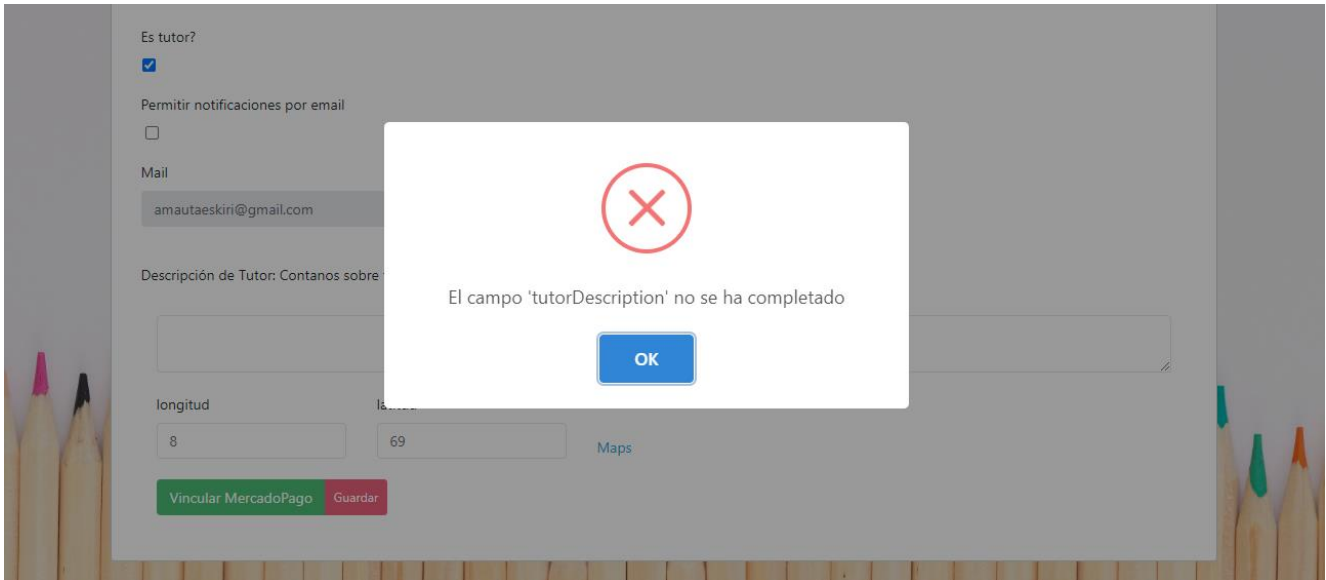 Es tutor?
Permitir notificaciones por email
Mail
amautaeskiri@gmail.com
Descripción de Tutor: Contanos sobre
El campo 'tutorDescription' no se ha completado
OK
longitud
8
69
Maps
Vincular MercadoPago
Guardar